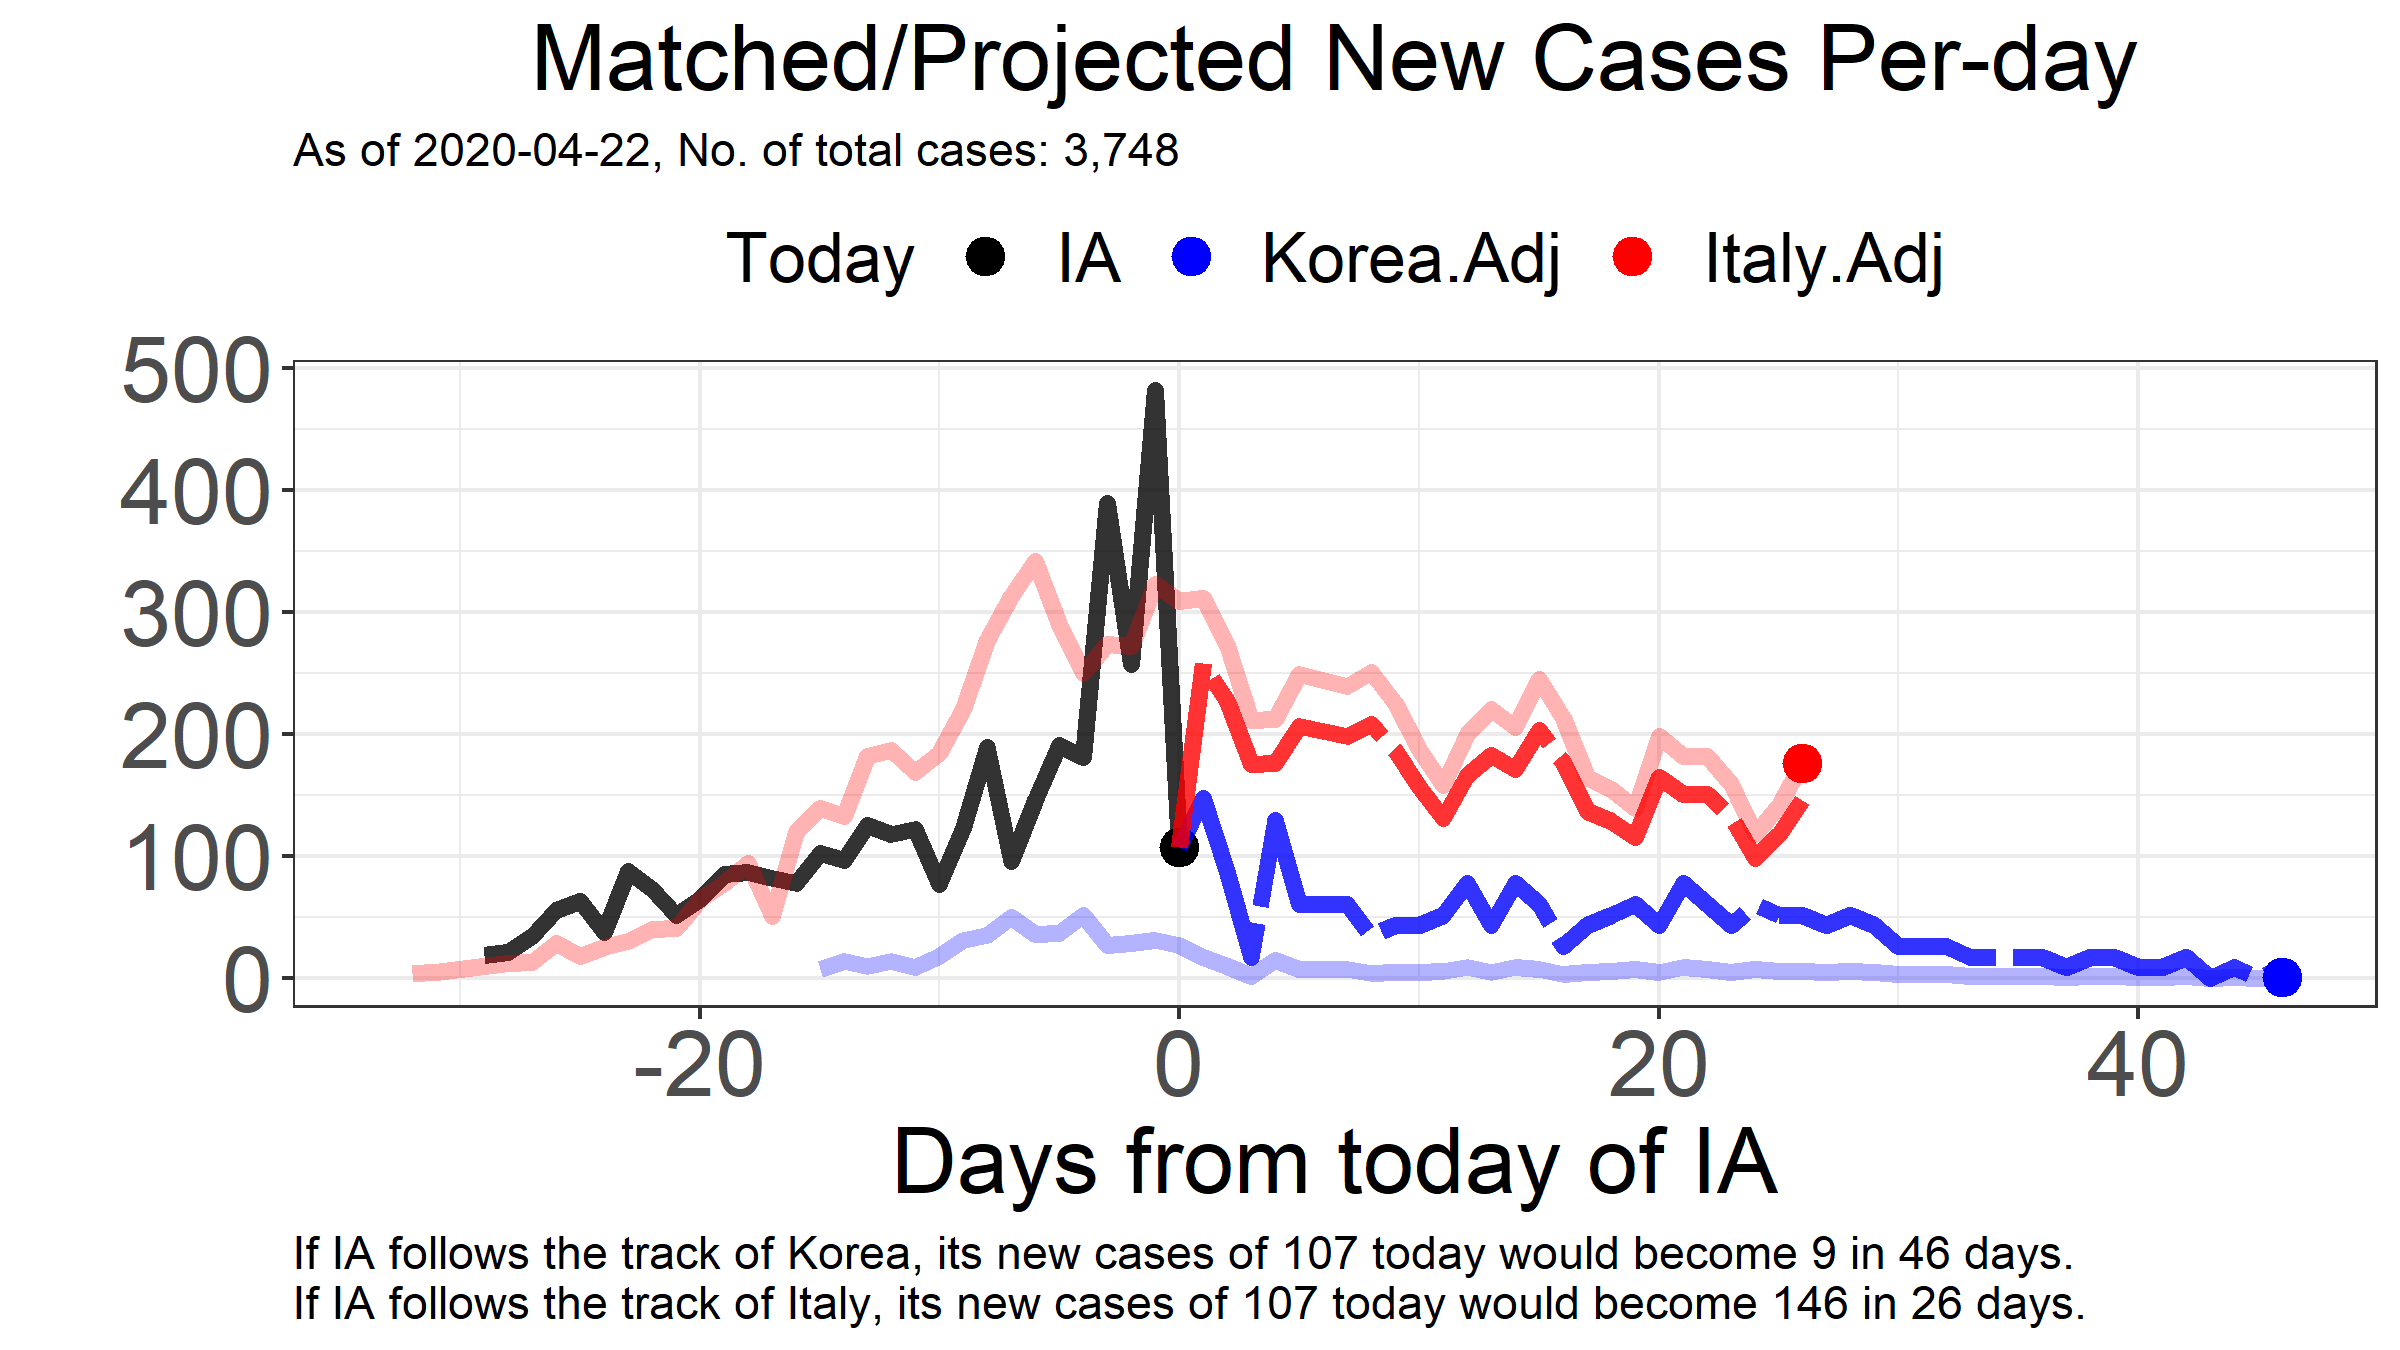 Matched/Projected New Cases Per-day
As of 2020-04-22, No. of total cases: 3,748
Today IA Korea.Adj Italy.Adj
500
400
300
200
100
0
-20 0 20 40
Days from today of IA
If IA follows the track of Korea, its new cases of 107 today would become 9 in 46 days.
If IA follows the track of Italy, its new cases of 107 today would become 146 in 26 days.